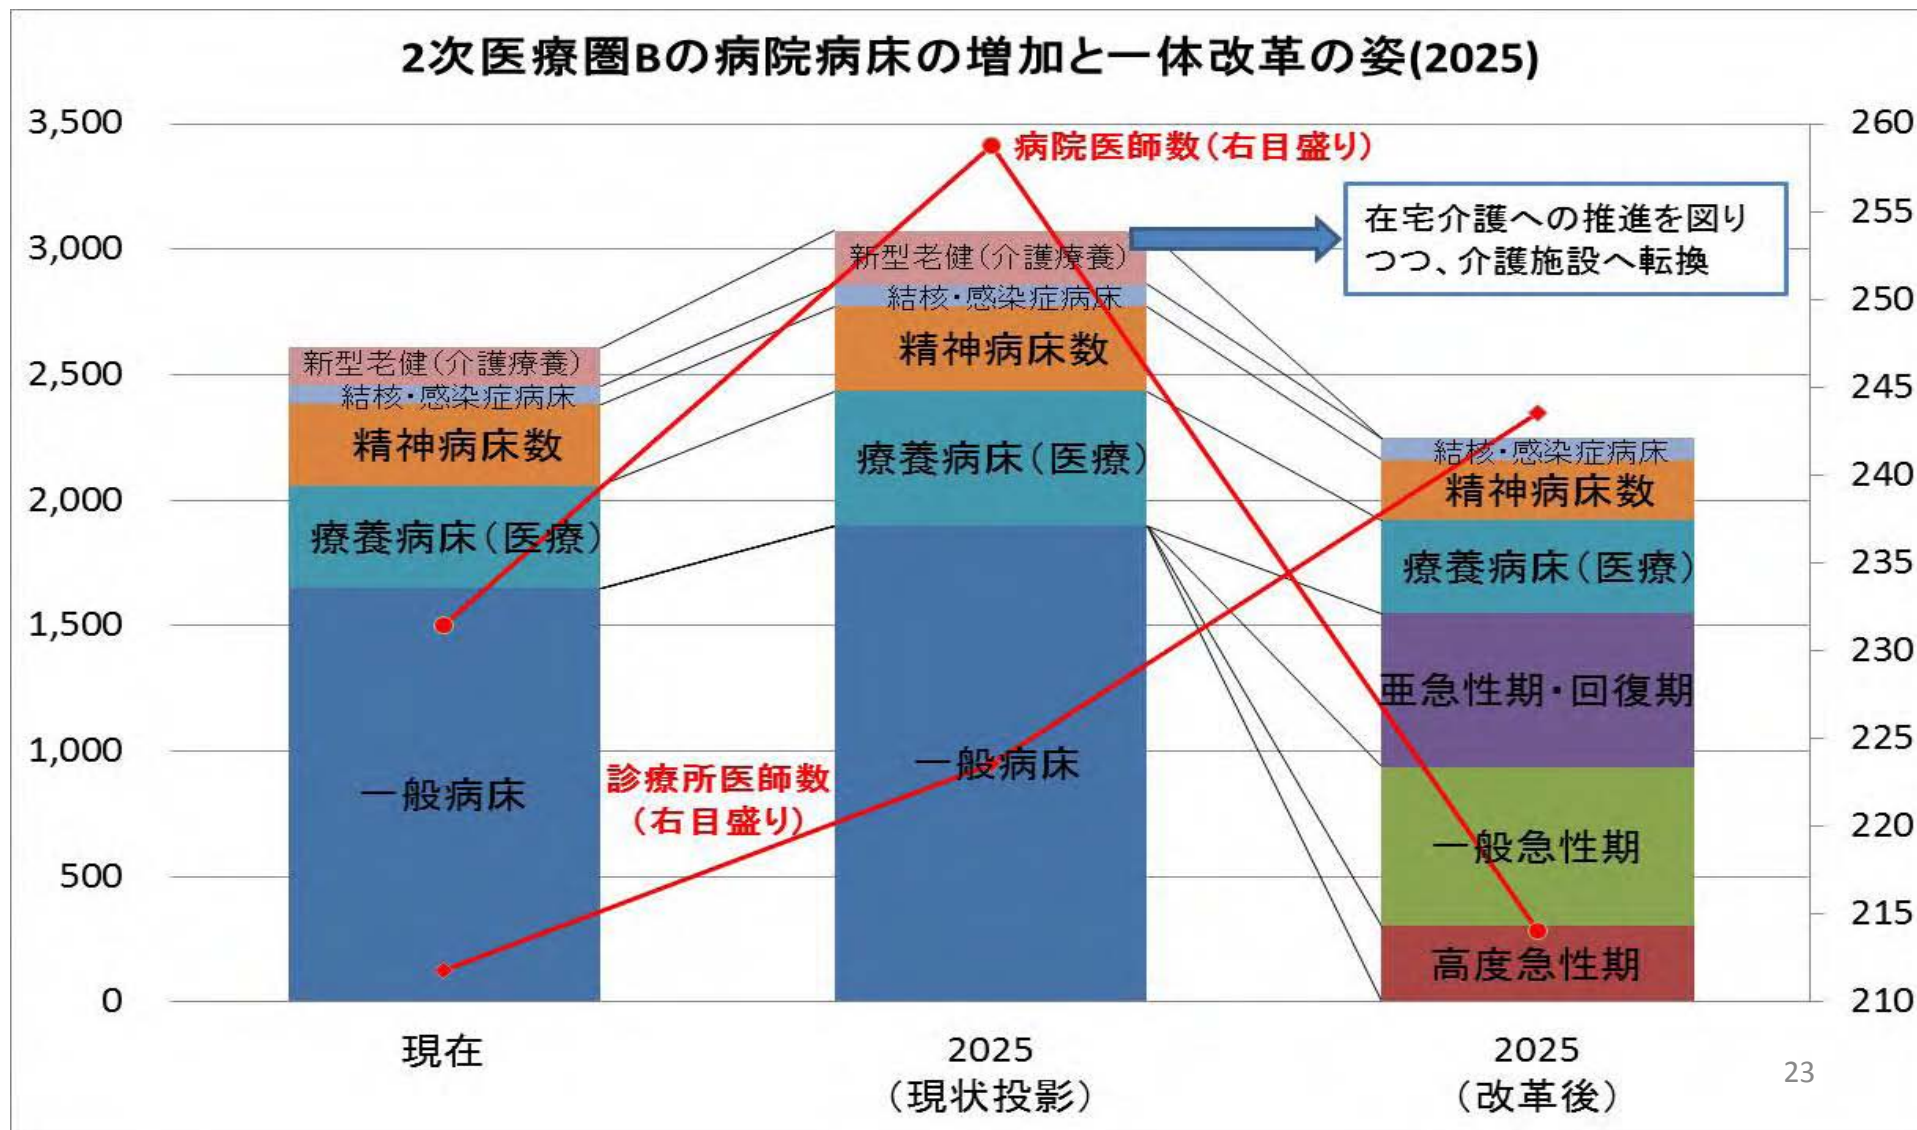 2次医療圏Bの病院病床の増加と一体改革の姿(2025)
3,500
3,000
2,500
2,000
1,500
1,000
500
0
260
255
250
245
240
235
230
225
220
215
210
病院医師数(右目盛り)
在宅介護への推進を図り
つつ、介護施設へ転換
診療所医師数
(右目盛り)
新型老健(介護療養)
結核・感染症病床
精神病床数
療養病床(医療)
一般病床
新型老健(介護療養)
結核・感染症病床
精神病床数
療養病床(医療)
一般病床
結核・感染症病床
精神病床数
療養病床(医療)
亜急性期・回復期
一般急性期
高度急性期
現在
2025
(現状投影)
2025
(改革後)
23